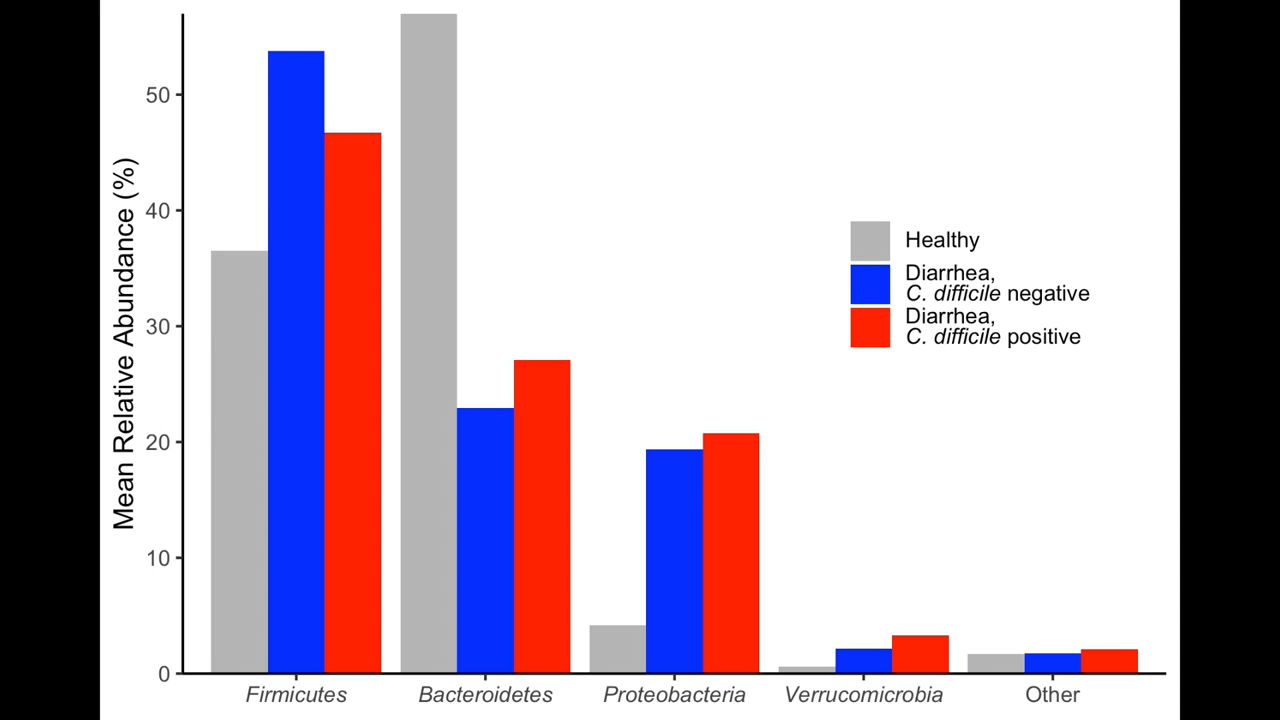 Mean Relative Abundance (%)
50
40
30
20
10
0
Firmicutes
Bacteroidetes
Proteobacteria
Verrucomicrobia
Other
Healthy
Diarrhea,
C. difficile negative
Diarrhea,
C. difficile positive